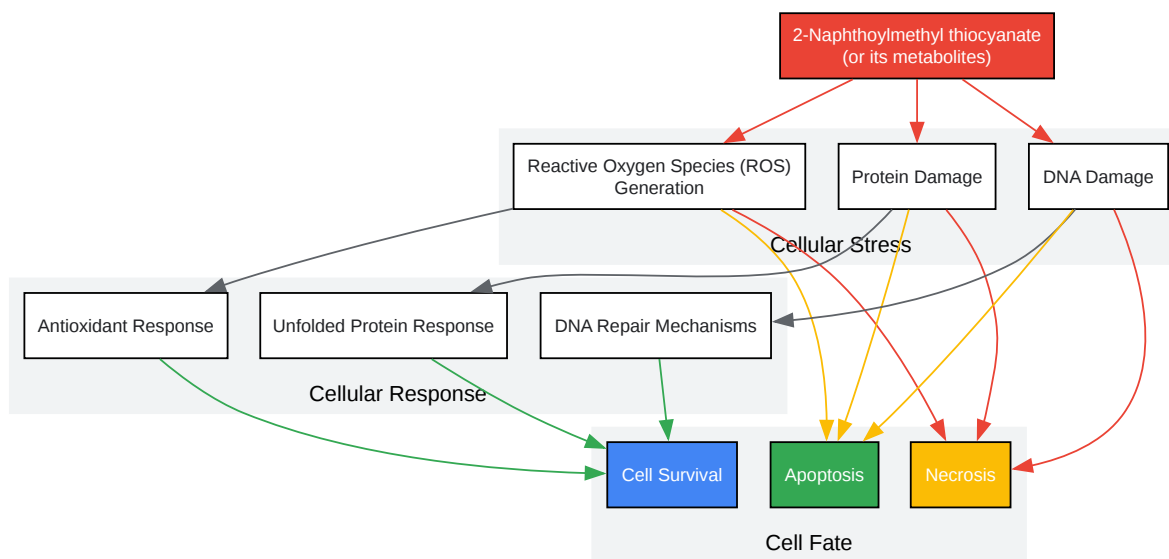 2-Naphthoylmethyl thiocyanate
(or its metabolites)
Reactive Oxygen Species (ROS)
Generation
Protein Damage
DNA Damage
Cellular Stress
Antioxidant Response
Unfolded Protein Response
DNA Repair Mechanisms
Cellular Response
Cell Survival
Apoptosis
Necrosis
Cell Fate